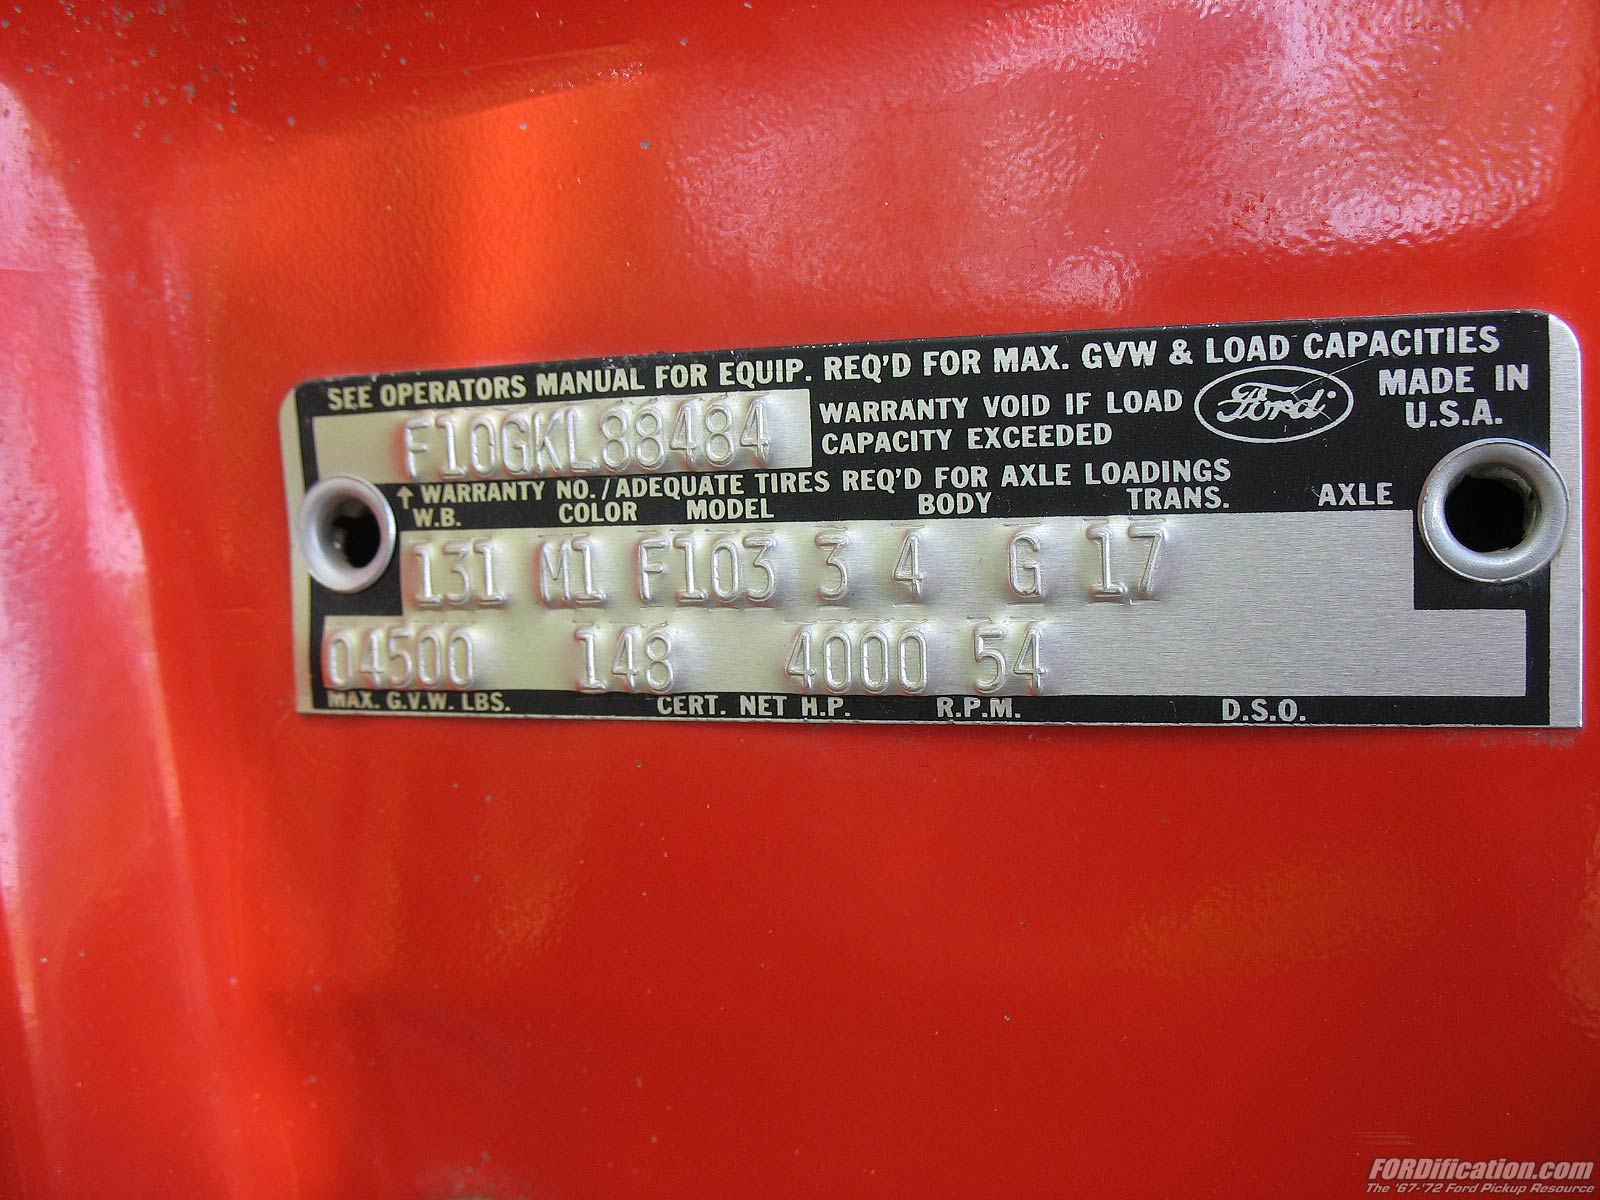 SEE OPERATORS MANUAL FOR EQUIP. REQ'D FOR MAX. GVW & LOAD CAPACITIES
F10GKL88484
WARRANTY VOID IF LOAD
CAPACITY EXCEEDED
Ford
MADE IN
U.S.A.
↑ WARRANTY NO./ADEQUATE TIRES REQ'D FOR AXLE LOADINGS
W.B. COLOR MODEL BODY TRANS. AXLE
131 M1 F103 3 4 G 17
04500 148 4000 54
MAX. G.V.W. LBS. CERT. NET H.P. R.P.M. D.S.O.
FORDification.com
The '67-'72 Ford Pickup Resource